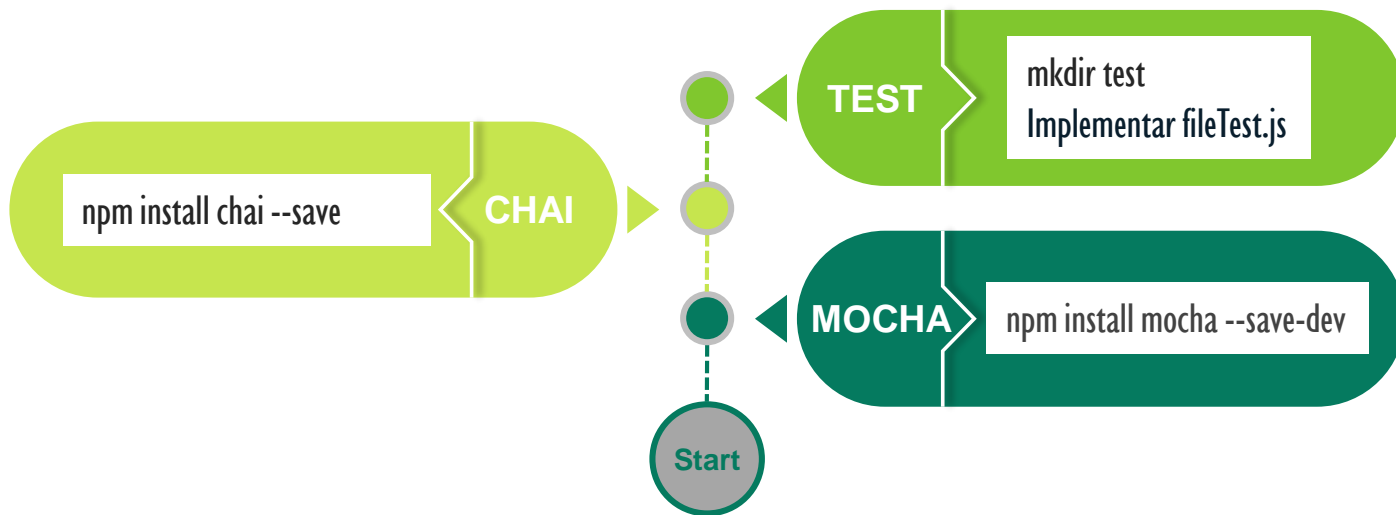 TEST
mkdir test
Implementar fileTest.js
npm install chai --save
CHAI
MOCHA
npm install mocha --save-dev
Start